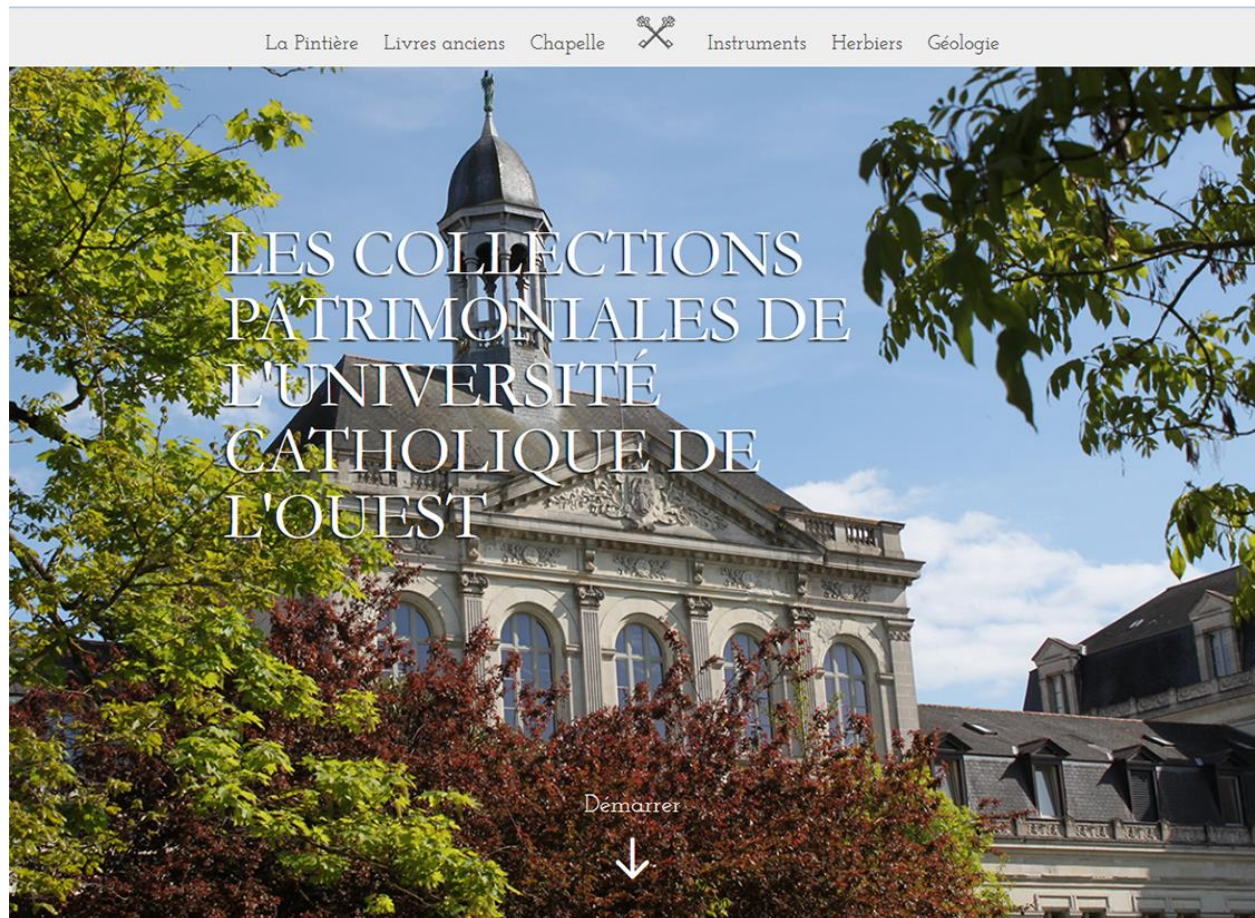 La Pintière Livres anciens Chapelle Instruments Herbiers Géologie
LES COLLECTIONS
PATRIMONIALES DE
L'UNIVERSITÉ
CATHOLIQUE DE
L'OUEST
Démarrer